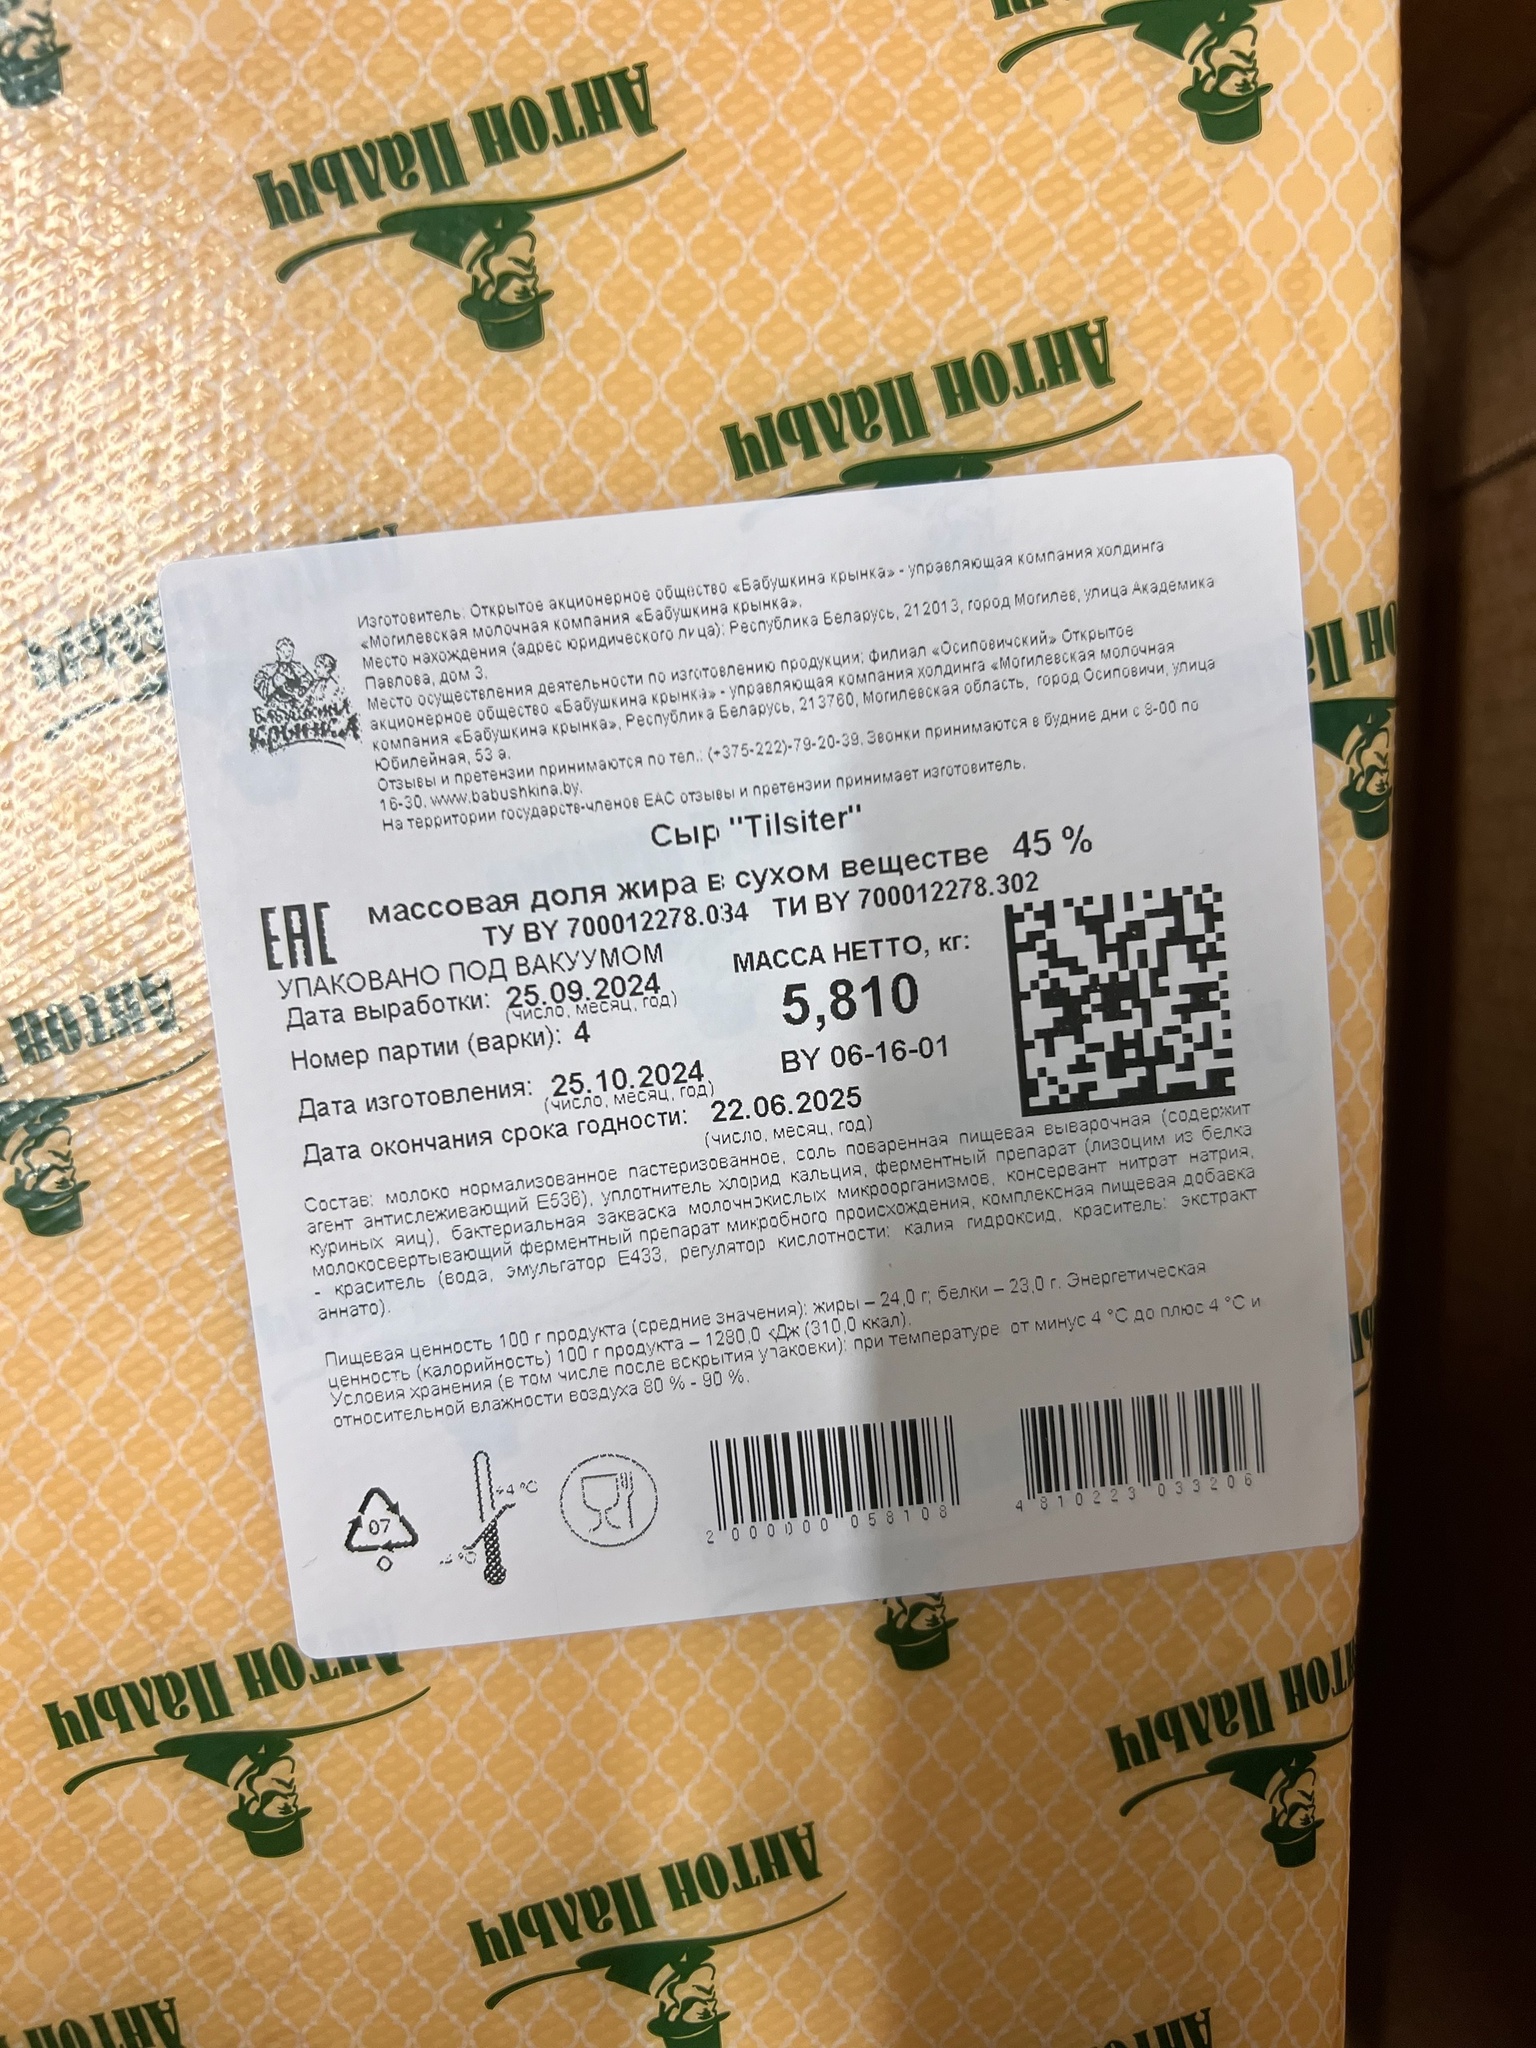 Антон Палыч
Антон Палыч
Изготовитель: Открытое акционерное общество «Бабушкина крынка» - управляющая компания холдинга
«Могилевская молочная компания «Бабушкина крынка».
Место нахождения (адрес юридического лица): Республика Беларусь, 212013, город Могилев, улица Академика
Павлова, дом 3.
Место осуществления деятельности по изготовлению продукции: филиал «Осиповичский» Открытое
акционерное общество «Бабушкина крынка» - управляющая компания холдинга «Могилевская молочная
компания «Бабушкина крынка», Республика Беларусь, 213760, Могилевская область, город Осиповичи, улица
Юбилейная, 53 а.
Отзывы и претензии принимаются по тел.: (+375-222)-79-20-39. Звонки принимаются в будние дни с 8-00 по
16-30. www.babushkina.by.
На территории государств-членов ЕАС отзывы и претензии принимает изготовитель.
БАБУШКИНА
КРЫНКА
Сыр "Tilsiter"
массовая доля жира в сухом веществе 45 %
ТУ BY 700012278.034 ТИ BY 700012278.302
ЕАС
УПАКОВАНО ПОД ВАКУУМОМ
Дата выработки: 25.09.2024
(число, месяц, год)
Номер партии (варки): 4
МАССА НЕТТО, кг:
5,810
BY 06-16-01
Дата изготовления: 25.10.2024
(число, месяц, год)
Дата окончания срока годности: 22.06.2025
(число, месяц, год)
Состав: молоко нормализованное пастеризованное, соль поваренная пищевая выварочная (содержит
агент антислеживающий Е536), уплотнитель хлорид кальция, ферментный препарат (лизоцим из белка
куриных яиц), бактериальная закваска молочнокислых микроорганизмов, консервант нитрат натрия,
молокосвертывающий ферментный препарат микробного происхождения, комплексная пищевая добавка
- краситель (вода, эмульгатор Е433, регулятор кислотности: калия гидроксид, краситель: экстракт
аннато).
Пищевая ценность 100 г продукта (средние значения): жиры – 24,0 г; белки – 23,0 г. Энергетическая
ценность (калорийность) 100 г продукта – 1280,0 кДж (310,0 ккал).
Условия хранения (в том числе после вскрытия упаковки): при температуре от минус 4 °С до плюс 4 °С и
относительной влажности воздуха 80 % - 90 %.
07
O
+4 °С
-4 °С
2 000000 058108
4 810223 033206
Антон Палыч
Антон Палыч
Антон Палыч
Антон
Антон